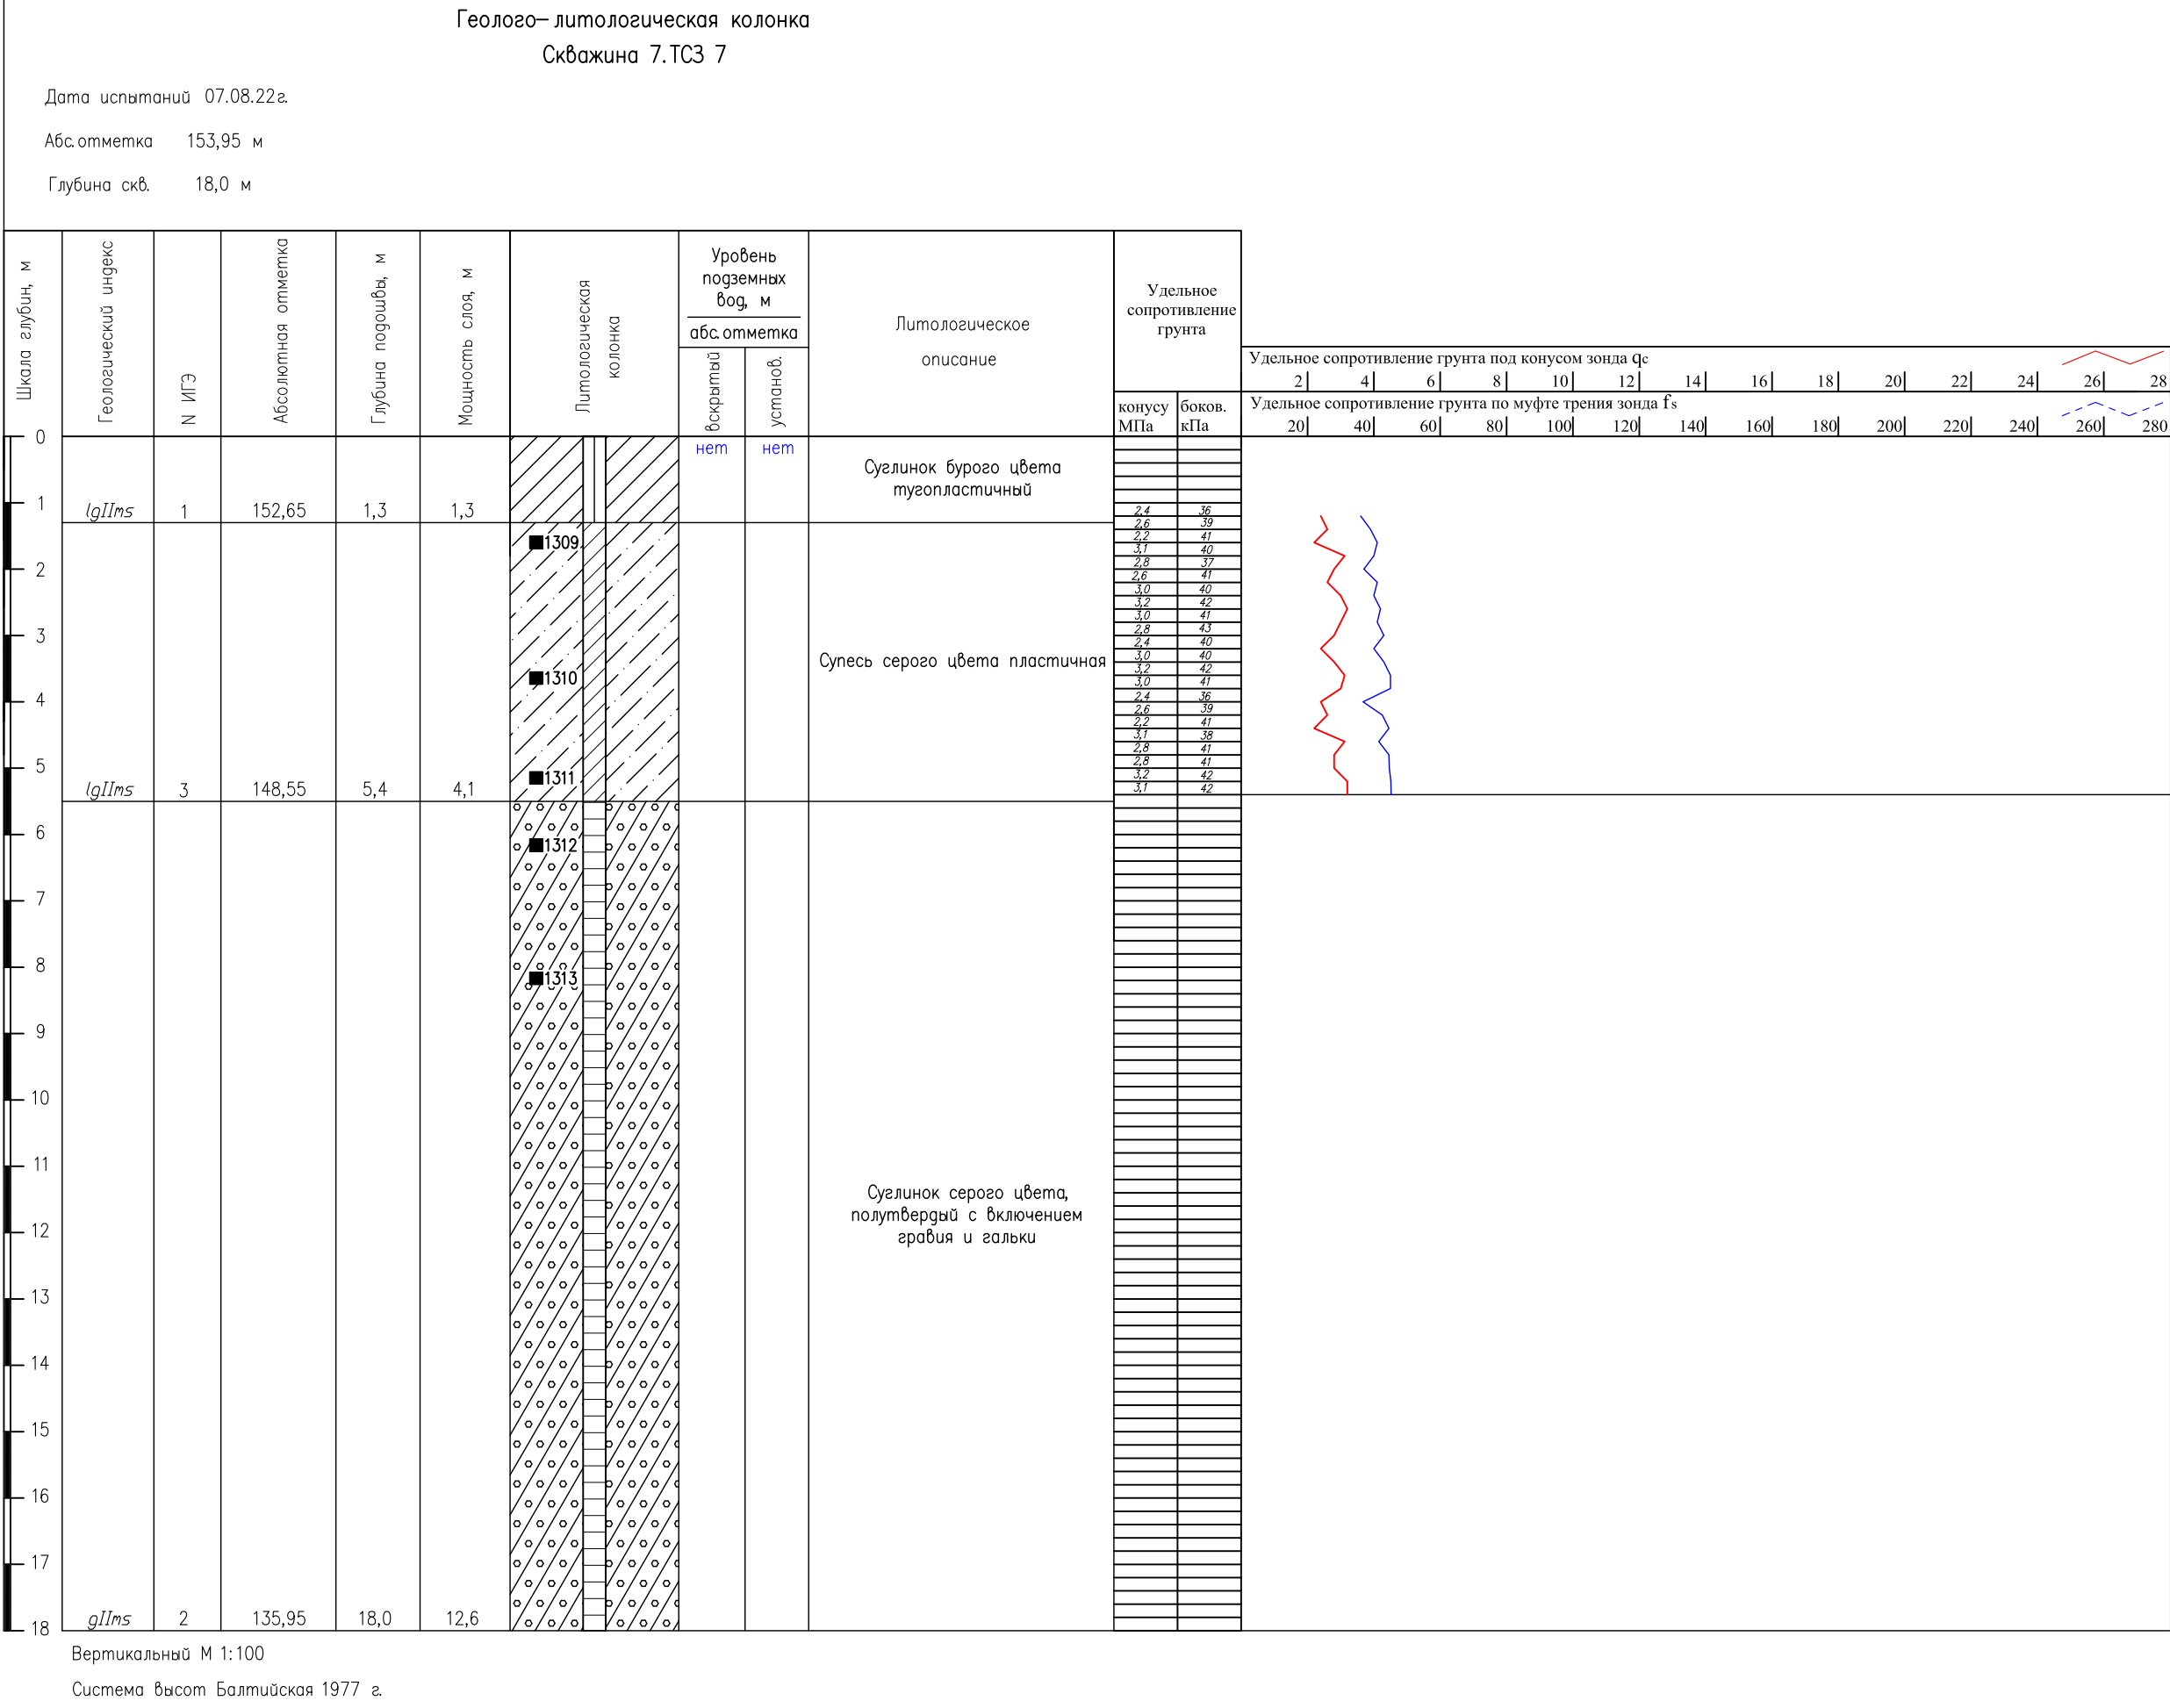 Геолого-литологическая колонка
Скважина 7.ТСЗ 7
Дата испытаний 07.08.22г.
Абс.отметка 153,95 м
Глубина скв. 18,0 м
Шкала глубин, м
Геологический индекс
N ИГЭ
Абсолютная отметка
Глубина подошвы, м
Мощность слоя, м
Литологическая
колонка
Уровень
подземных
вод, м
абс.отметка
вскрытый
установ.
Литологическое
описание
Удельное
сопротивление
грунта
конусу
МПа
боков.
кПа
Удельное сопротивление грунта под конусом зонда qc
2 4 6 8 10 12 14 16 18 20 22 24 26 28
Удельное сопротивление грунта по муфте трения зонда fs
20 40 60 80 100 120 140 160 180 200 220 240 260 280
0
нет нет
Суглинок бурого цвета
тугопластичный
1
lgIIms 1 152,65 1,3 1,3
2,4 36
2,6 39
1309
2,2 41
3,1 40
2,8 37
2
2,6 41
3,0 40
3,2 42
3,0 41
2,8 43
3
2,4 40
3,0 40
Супесь серого цвета пластичная
3,2 42
1310
3,0 41
2,4 36
4
2,6 39
2,2 41
3,1 38
2,8 41
2,8 41
5
1311
3,2 42
lgIIms 3 148,55 5,4 4,1
3,1 42
6
1312
7
8
1313
9
10
11
Суглинок серого цвета,
полутвердый с включением
гравия и гальки
12
13
14
15
16
17
gIIms 2 135,95 18,0 12,6
18
Вертикальный М 1:100
Система высот Балтийская 1977 г.